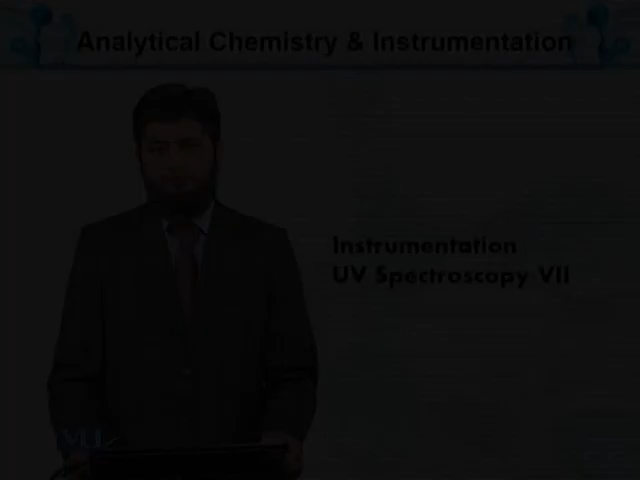 Analytical Chemistry & Instrumentation
Instrumentation
UV Spectroscopy VII